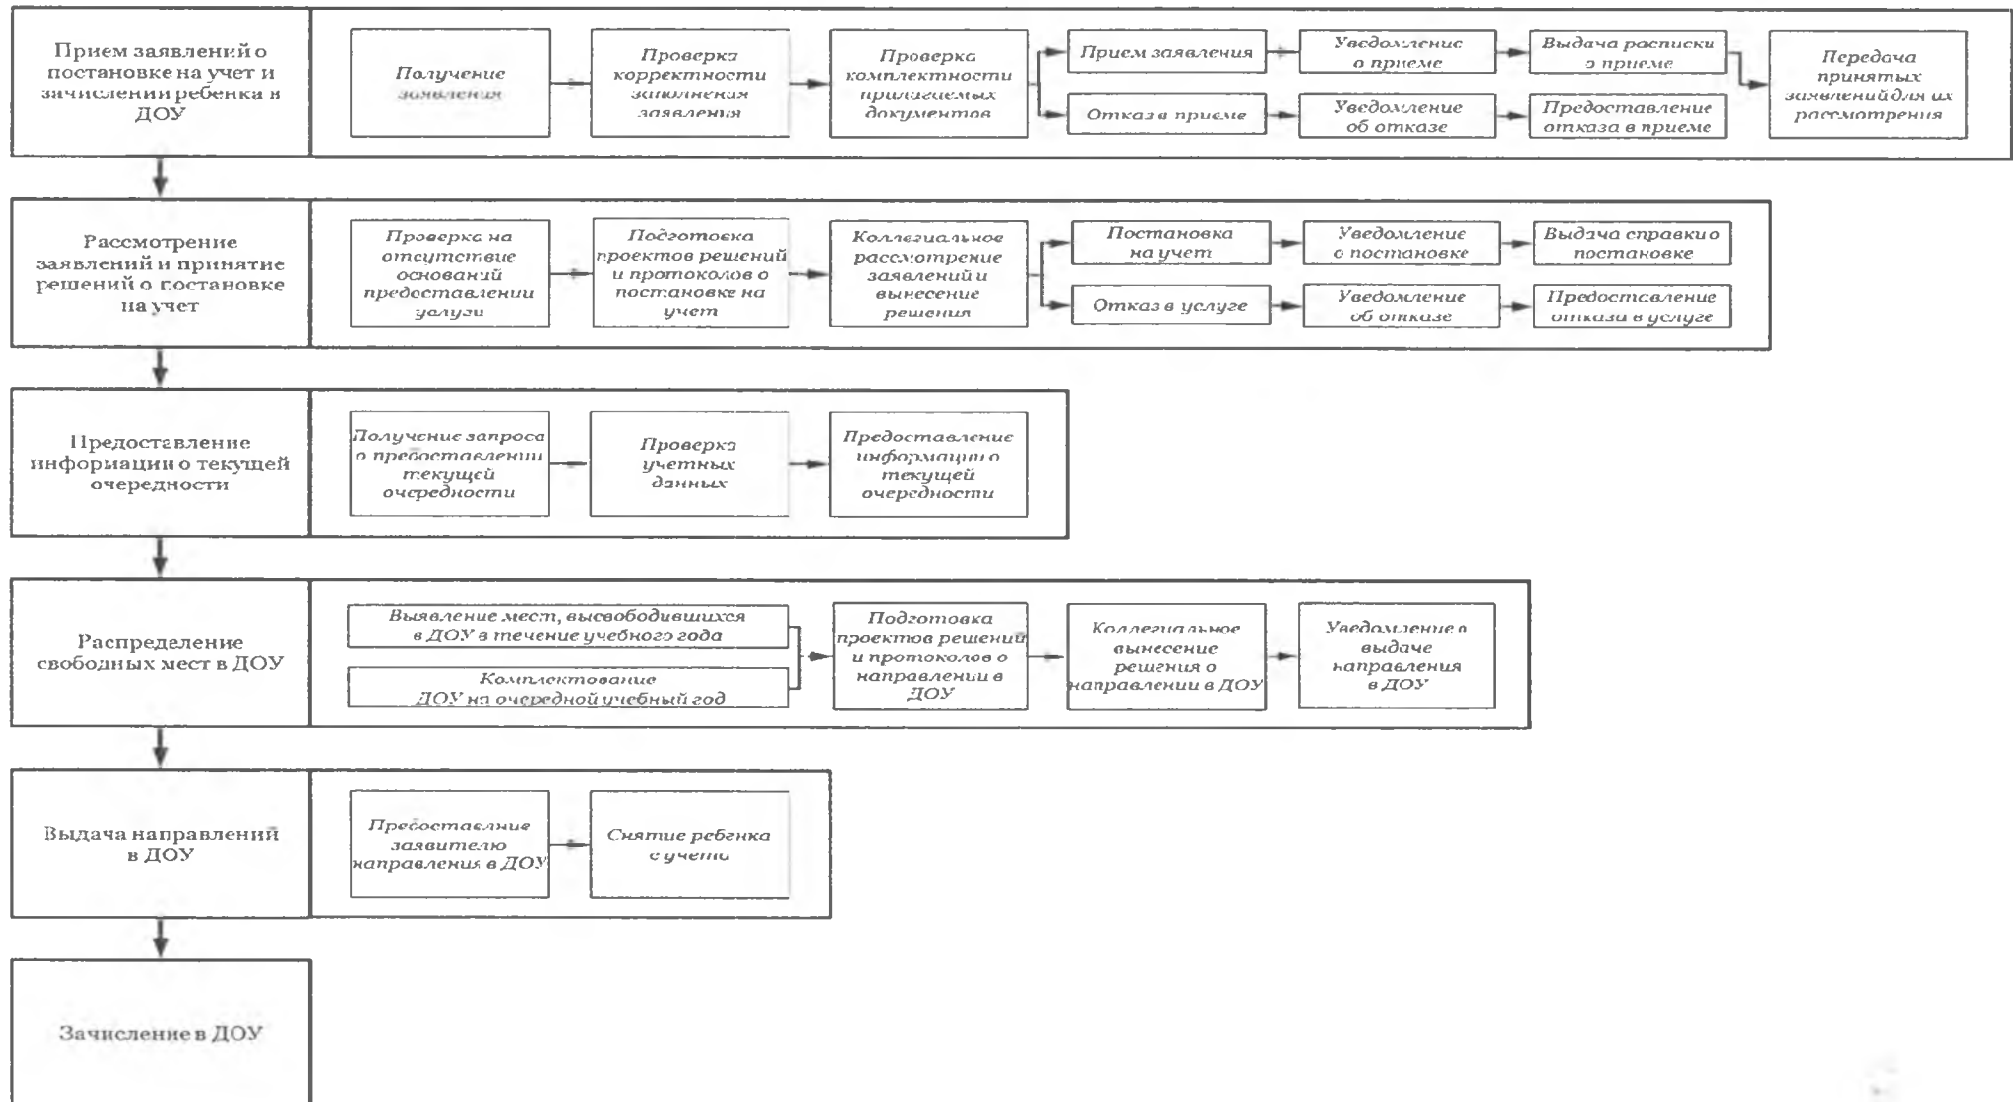 Прием заявлений о
постановке на учет и
зачислении ребенка в
ДОУ
Получение
заявления
Проверка
корректности
заполнения
заявления
Проверка
комплектности
прилагаемых
документов
Прием заявления
Уведомление
о приеме
Выдача расписки
о приеме
Отказ в приеме
Уведомление
об отказе
Предоставление
отказа в приеме
Передача
принятых
заявлений для их
рассмотрения
Рассмотрение
заявлений и принятие
решений о постановке
на учет
Проверка на
отсутствие
оснований
предоставлении
услуги
Подготовка
проектов решений
и протоколов о
постановке на
учет
Коллегиальное
рассмотрение
заявлений и
вынесение
решения
Постановка
на учет
Уведомление
о постановке
Выдача справки о
постановке
Отказ в услуге
Уведомление
об отказе
Предоставление
отказа в услуге
Предоставление
информации о текущей
очередности
Получение запроса
о предоставлении
текущей
очередности
Проверка
учетных
данных
Предоставление
информации о
текущей
очередности
Распределение
свободных мест в ДОУ
Выявление мест, высвободившихся
в ДОУ в течение учебного года
Комплектование
ДОУ на очередной учебный год
Подготовка
проектов решений
и протоколов о
направлении в
ДОУ
Коллегиальное
вынесение
решения о
направлении в ДОУ
Уведомление о
выдаче
направления
в ДОУ
Выдача направлений
в ДОУ
Предоставлние
заявителю
направления в ДОУ
Снятие ребенка
с учета
Зачисление в ДОУ